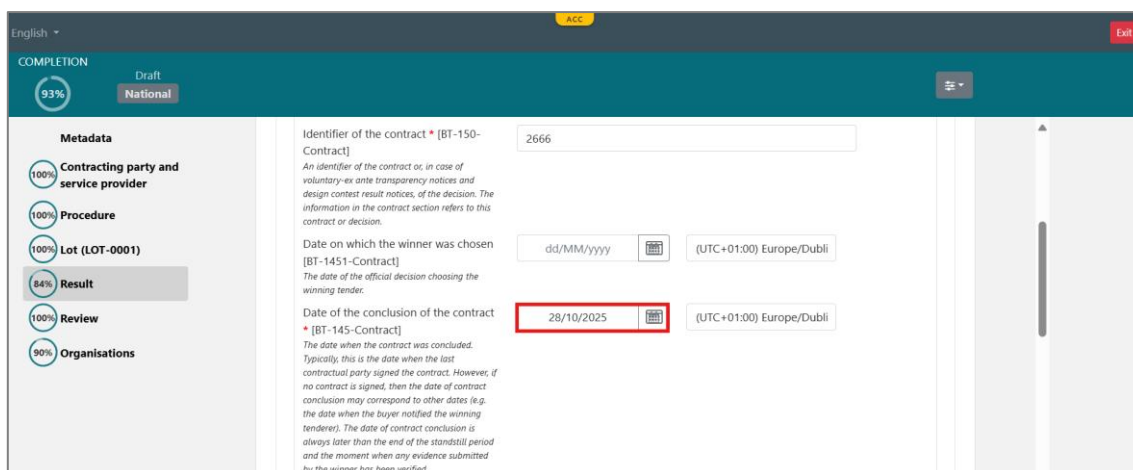 ACC
English
Exit
COMPLETION
93%
Draft
National
Metadata
100% Contracting party and
service provider
100% Procedure
100% Lot (LOT-0001)
84% Result
100% Review
90% Organisations
Identifier of the contract * [BT-150-
Contract]
2666
An identifier of the contract or, in case of
voluntary-ex ante transparency notices and
design contest result notices, of the decision. The
information in the contract section refers to this
contract or decision.
Date on which the winner was chosen
[BT-1451-Contract]
dd/MM/yyyy
(UTC+01:00) Europe/Dubli
The date of the official decision choosing the
winning tender.
Date of the conclusion of the contract
* [BT-145-Contract]
28/10/2025
(UTC+01:00) Europe/Dubli
The date when the contract was concluded.
Typically, this is the date when the last
contractual party signed the contract. However, if
no contract is signed, then the date of contract
conclusion may correspond to other dates (e.g.
the date when the buyer notified the winning
tenderer). The date of contract conclusion is
always later than the end of the standstill period
and the moment when any evidence submitted
by the winner has been verified.